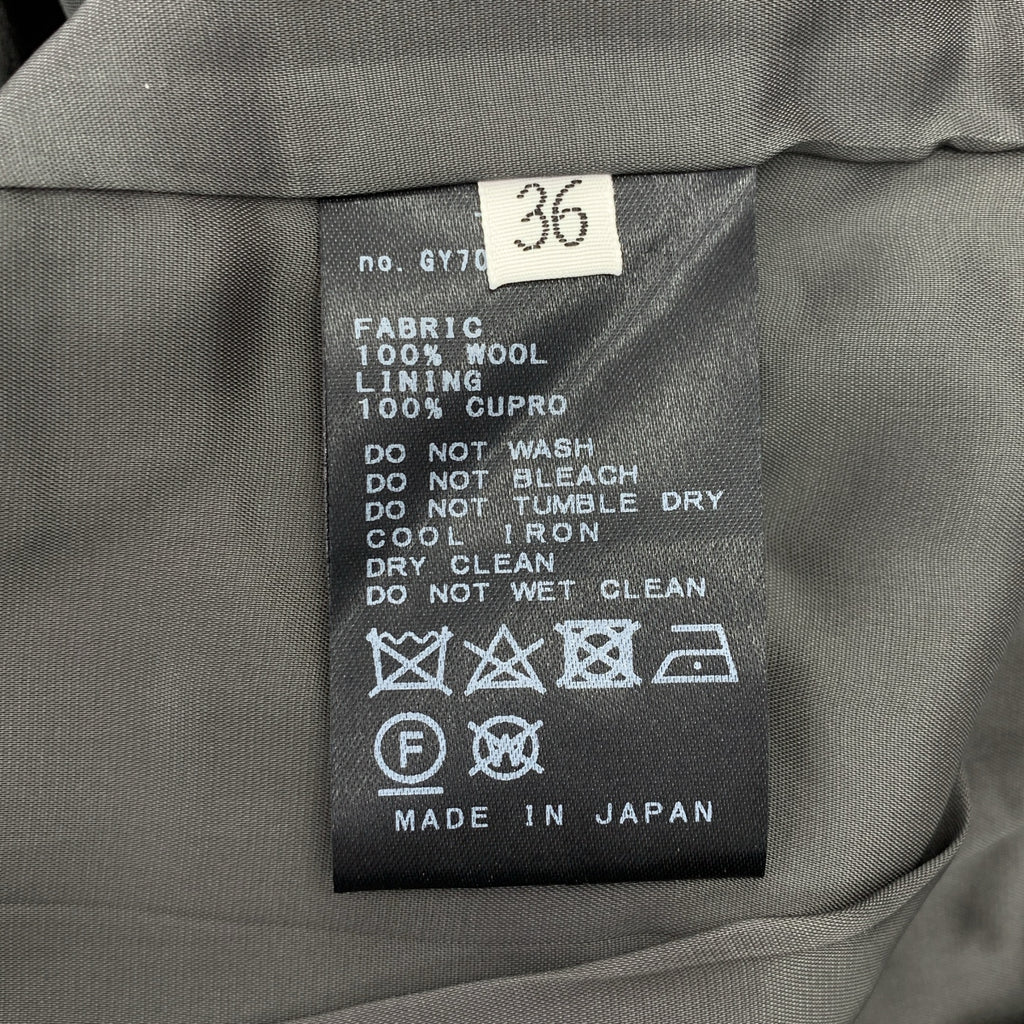 36
no. GY70
FABRIC
100% WOOL
LINING
100% CUPRO
DO NOT WASH
DO NOT BLEACH
DO NOT TUMBLE DRY
COOL IRON
DRY CLEAN
DO NOT WET CLEAN
F W
MADE IN JAPAN